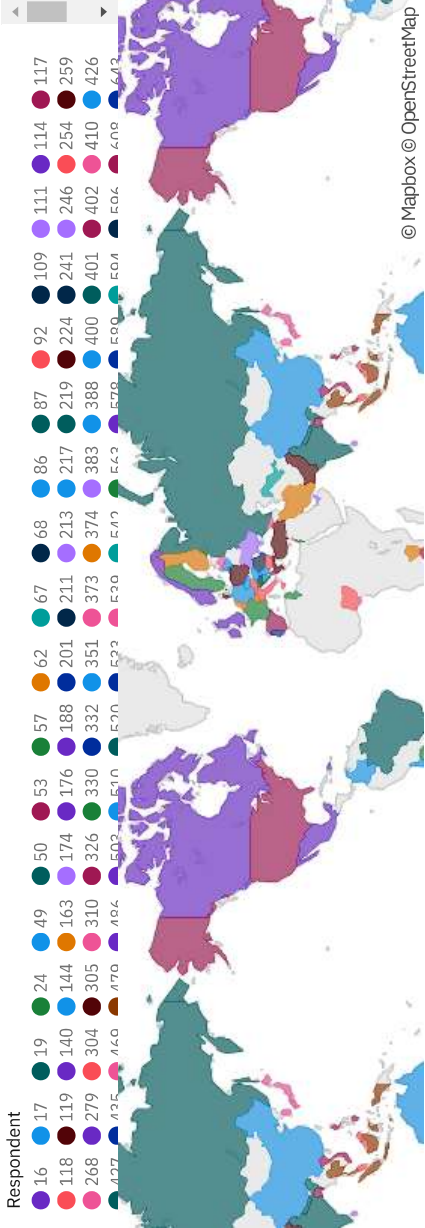 Respondent
16 17 19 24 49 50 53 57 62 67 68 86 87 92 109 111 114 117
118 119 140 144 163 174 176 188 201 211 213 217 219 224 241 246 254 259
268 279 304 305 310 326 330 332 351 373 374 383 388 400 401 402 410 426
© Mapbox © OpenStreetMap